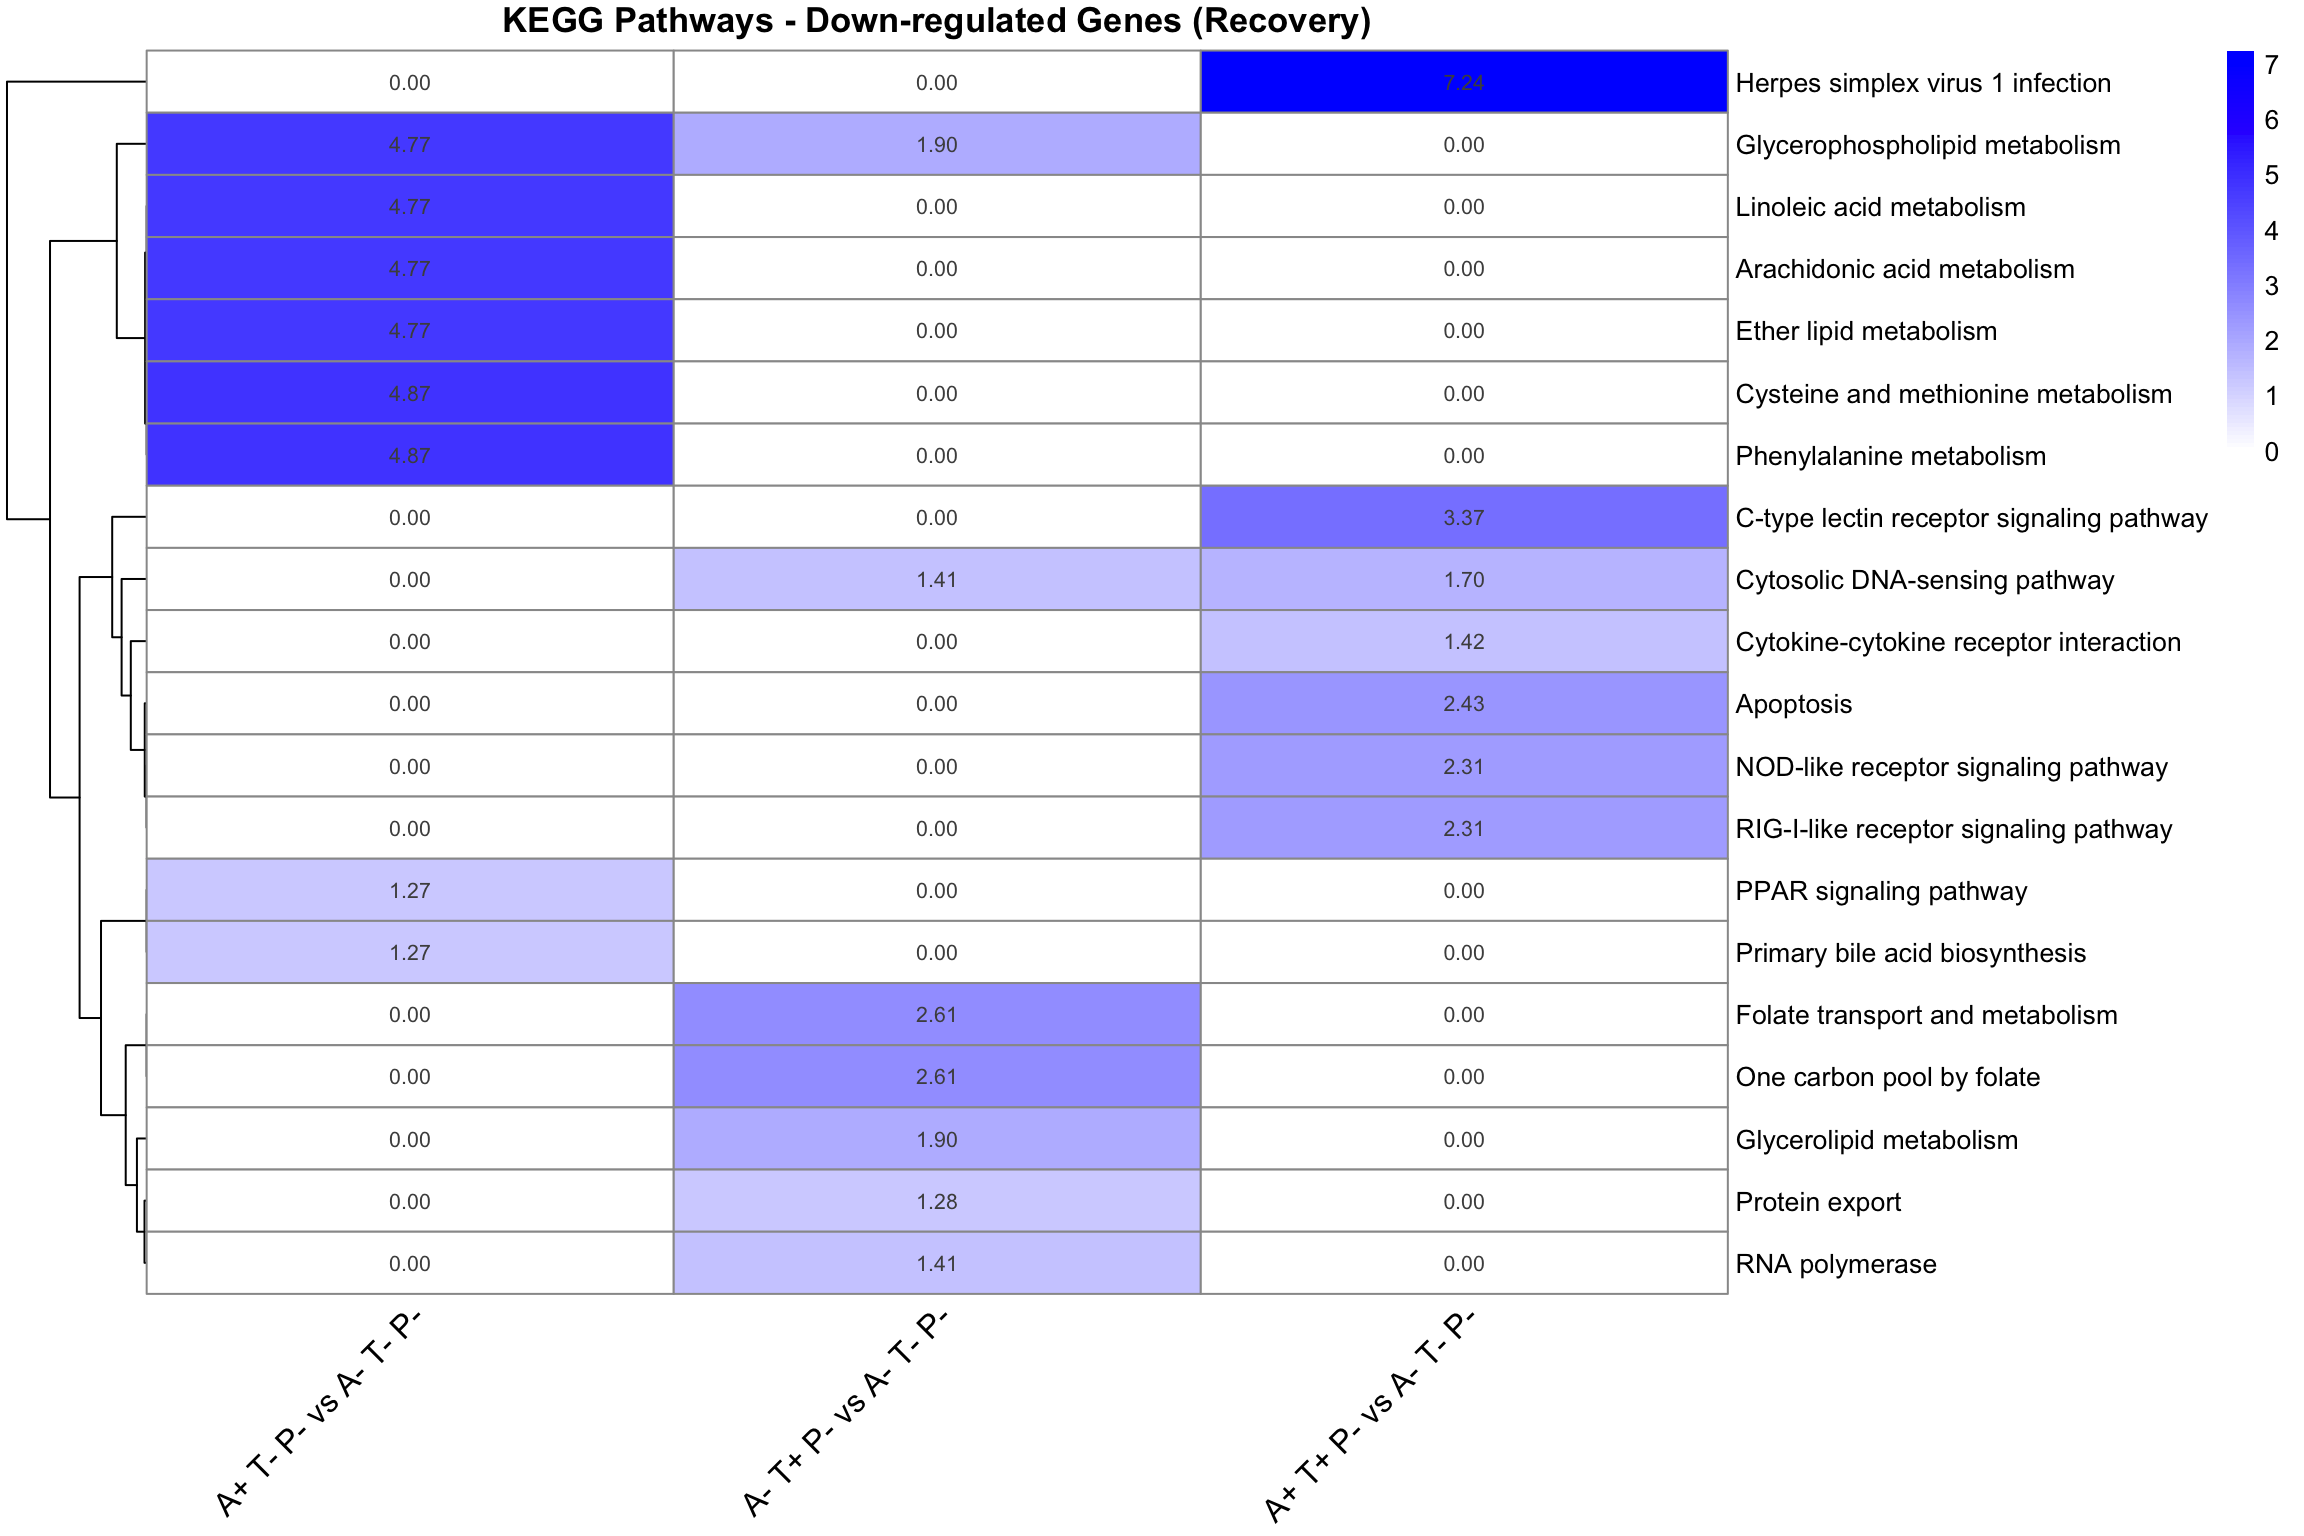 KEGG Pathways - Down-regulated Genes (Recovery)
0.00 0.00 7.24 Herpes simplex virus 1 infection
4.77 1.90 0.00 Glycerophospholipid metabolism
4.77 0.00 0.00 Linoleic acid metabolism
4.77 0.00 0.00 Arachidonic acid metabolism
4.77 0.00 0.00 Ether lipid metabolism
4.87 0.00 0.00 Cysteine and methionine metabolism
4.87 0.00 0.00 Phenylalanine metabolism
0.00 0.00 3.37 C-type lectin receptor signaling pathway
0.00 1.41 1.70 Cytosolic DNA-sensing pathway
0.00 0.00 1.42 Cytokine-cytokine receptor interaction
0.00 0.00 2.43 Apoptosis
0.00 0.00 2.31 NOD-like receptor signaling pathway
0.00 0.00 2.31 RIG-I-like receptor signaling pathway
1.27 0.00 0.00 PPAR signaling pathway
1.27 0.00 0.00 Primary bile acid biosynthesis
0.00 2.61 0.00 Folate transport and metabolism
0.00 2.61 0.00 One carbon pool by folate
0.00 1.90 0.00 Glycerolipid metabolism
0.00 1.28 0.00 Protein export
0.00 1.41 0.00 RNA polymerase
A+ T- P- vs A- T- P-
A- T+ P- vs A- T- P-
A+ T+ P- vs A- T- P-
7
6
5
4
3
2
1
0